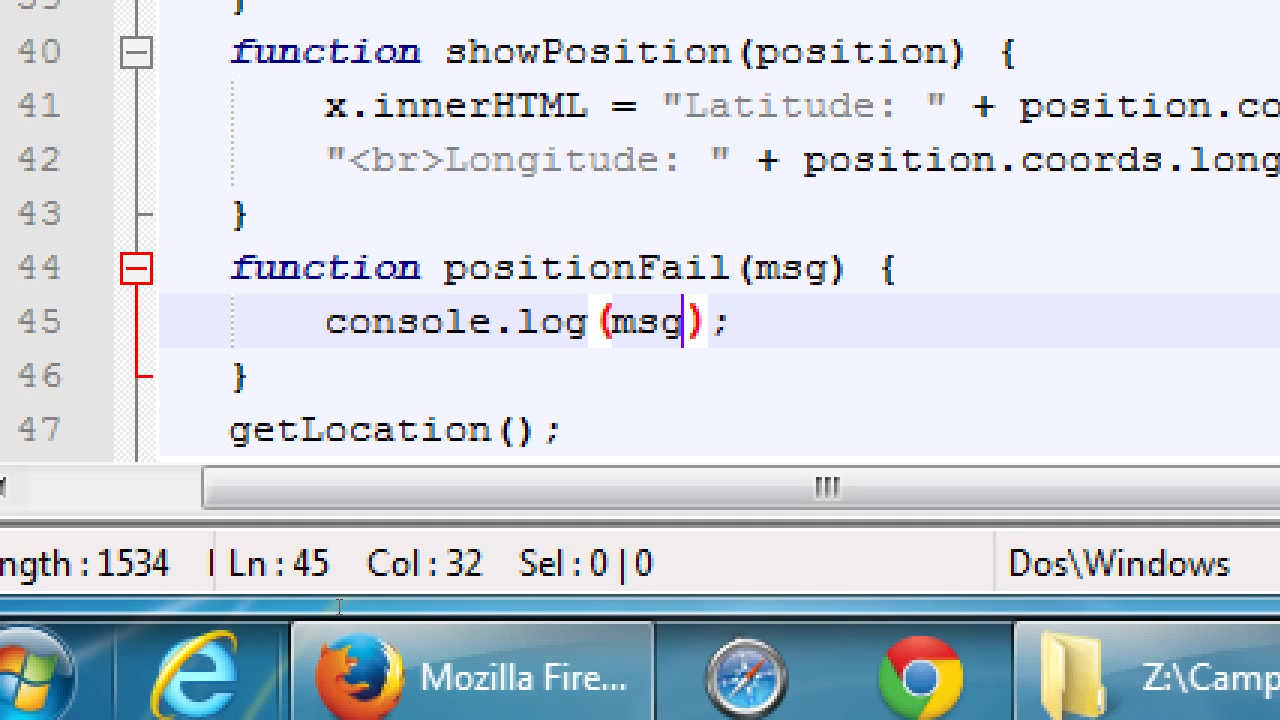 }
40 function showPosition(position) {
41 x.innerHTML = "Latitude: " + position.co
42 "<br>Longitude: " + position.coords.long
43 }
44 function positionFail(msg) {
45 console.log(msg);
46 }
47 getLocation();
ngth : 1534 Ln : 45 Col : 32 Sel : 0 | 0 Dos\Windows
Mozilla Fire... Z:\Camp